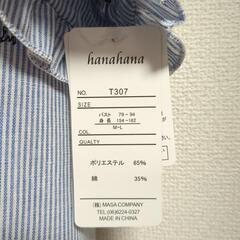 hanahana
NO. T307
SIZE
バスト 79 - 94
身 長 154 - 162
COL. M-L
QUALTY
ポリエステル 65%
綿 35%
(株) MASA COMPANY
TEL (06)6224-0327
MADE IN CHINA